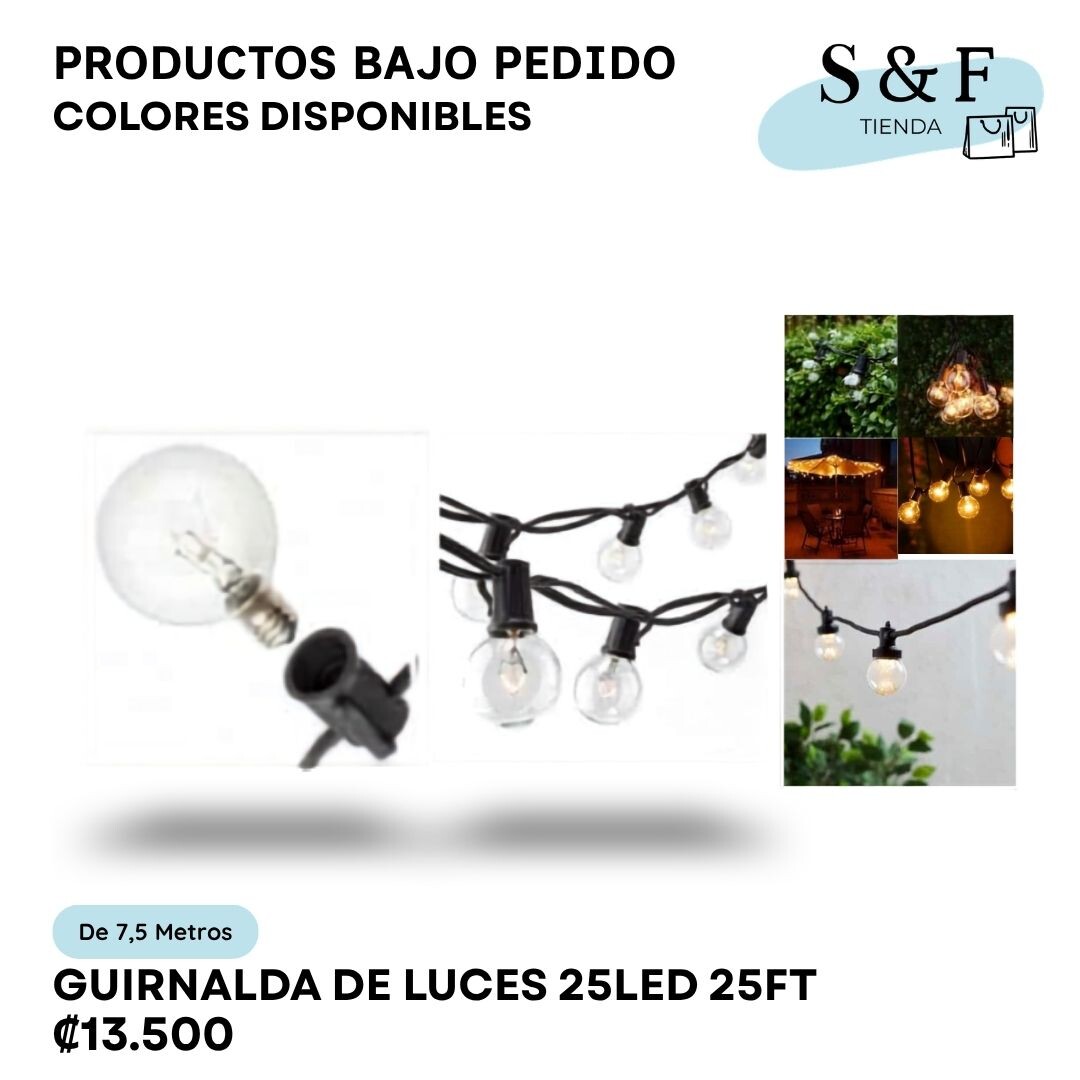 PRODUCTOS BAJO PEDIDO
COLORES DISPONIBLES
S & F
TIENDA
De 7,5 Metros
GUIRNALDA DE LUCES 25LED 25FT
₡13.500